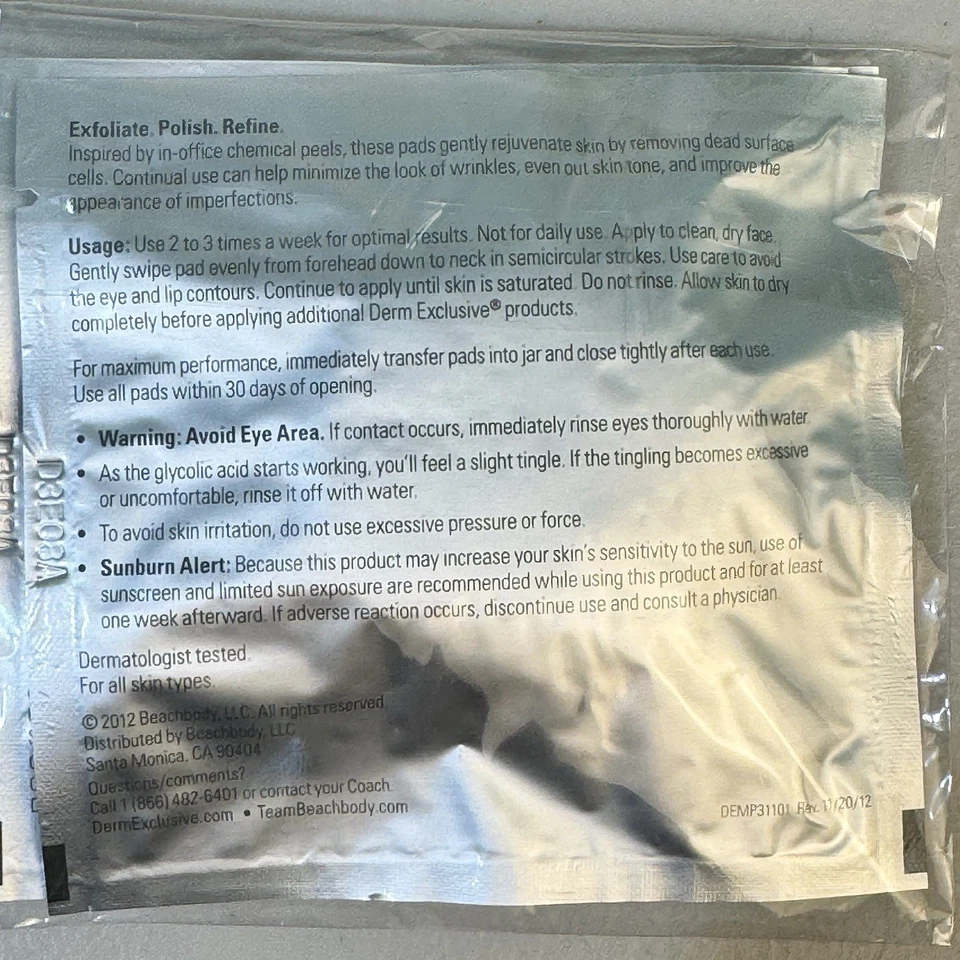 Exfoliate. Polish. Refine.
Inspired by in-office chemical peels, these pads gently rejuvenate skin by removing dead surface
cells. Continual use can help minimize the look of wrinkles, even out skin tone, and improve the
appearance of imperfections.
Usage: Use 2 to 3 times a week for optimal results. Not for daily use. Apply to clean, dry face.
Gently swipe pad evenly from forehead down to neck in semicircular strokes. Use care to avoid
the eye and lip contours. Continue to apply until skin is saturated. Do not rinse. Allow skin to dry
completely before applying additional Derm Exclusive® products.
For maximum performance, immediately transfer pads into jar and close tightly after each use.
Use all pads within 30 days of opening.
• Warning: Avoid Eye Area. If contact occurs, immediately rinse eyes thoroughly with water.
• As the glycolic acid starts working, you'll feel a slight tingle. If the tingling becomes excessive
or uncomfortable, rinse it off with water.
• To avoid skin irritation, do not use excessive pressure or force.
• Sunburn Alert: Because this product may increase your skin's sensitivity to the sun, use of
sunscreen and limited sun exposure are recommended while using this product and for at least
one week afterward. If adverse reaction occurs, discontinue use and consult a physician.
Dermatologist tested.
For all skin types.
© 2012 Beachbody, LLC. All rights reserved.
Distributed by Beachbody, LLC
Santa Monica, CA 90404
Questions/comments?
Call 1 (866) 482-6401 or contact your Coach.
DermExclusive.com • TeamBeachbody.com
DEMP31101 Rev. 11/20/12
D3E03A